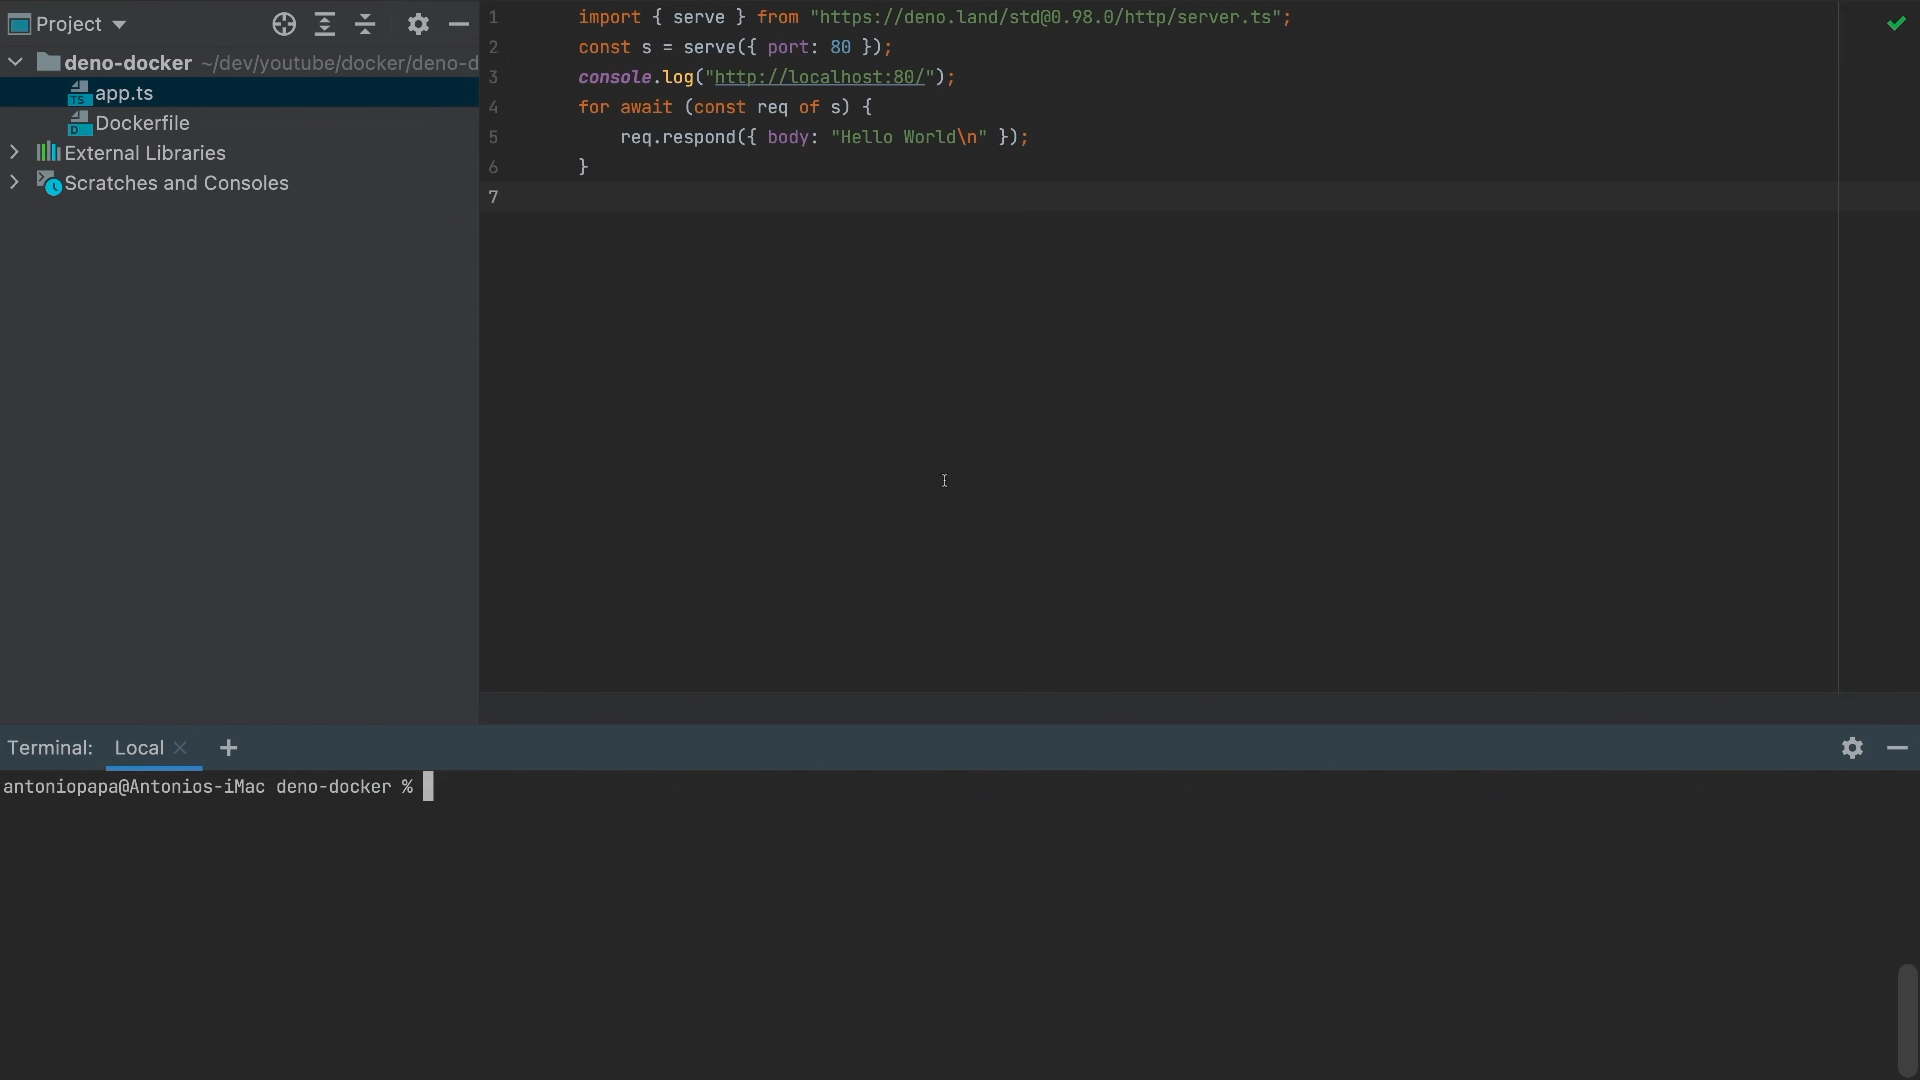 Project
deno-docker ~/dev/youtube/docker/deno-d
app.ts
Dockerfile
External Libraries
Scratches and Consoles
1 import { serve } from "https://deno.land/std@0.98.0/http/server.ts";
2 const s = serve({ port: 80 });
3 console.log("http://localhost:80/");
4 for await (const req of s) {
5 req.respond({ body: "Hello World\n" });
6 }
7
Terminal: Local
antoniopapa@Antonios-iMac deno-docker %